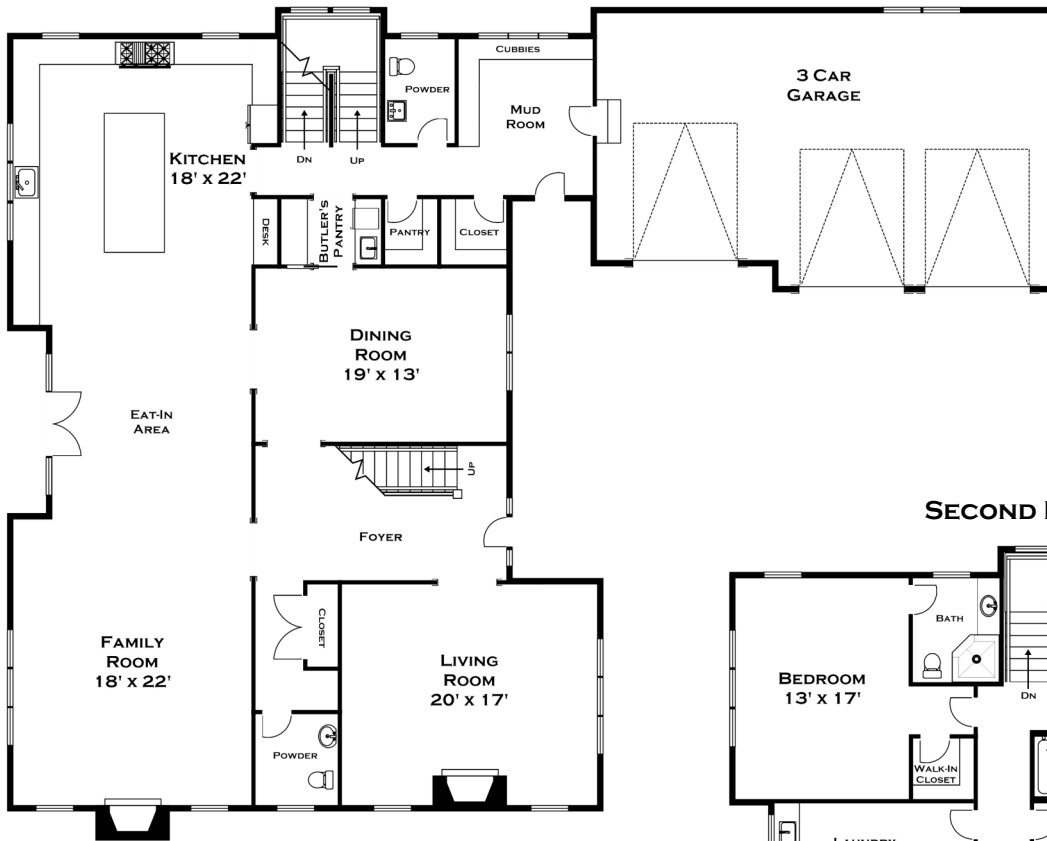 Cubbies
3 Car
Garage
Powder
Mud
Room
Kitchen
18' x 22'
Dn
Up
Desk
Butler's
Pantry
Pantry
Closet
Dining
Room
19' x 13'
Eat-In
Area
Up
Foyer
Second
Closet
Family
Room
18' x 22'
Living
Room
20' x 17'
Powder
Bath
Bedroom
13' x 17'
Dn
Walk-In
Closet
Laundry